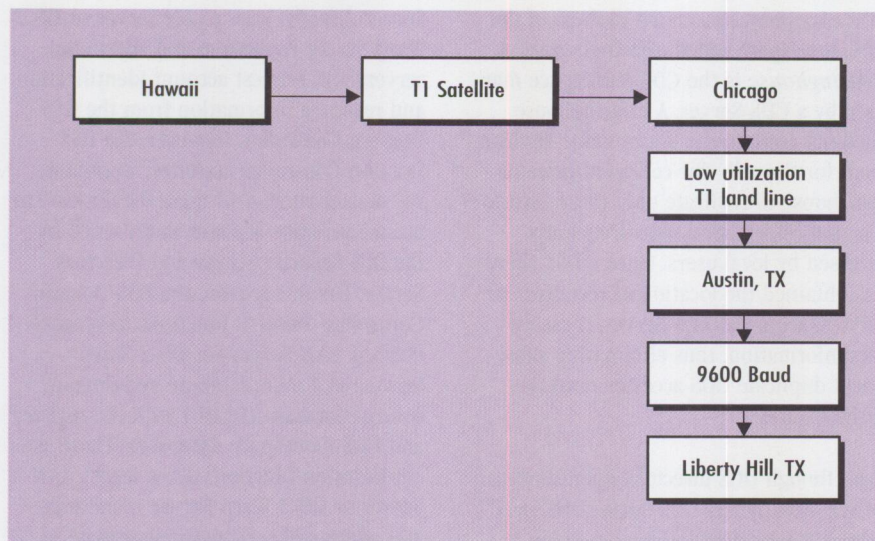 Hawaii
T1 Satellite
Chicago
Low utilization
T1 land line
Austin, TX
9600 Baud
Liberty Hill, TX